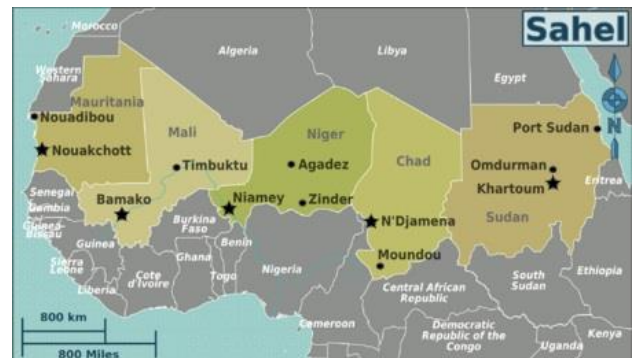 Sahel
Morocco
Algeria
Libya
Egypt
Western
Sahara
Mauritania
Nouadibou
Nouakchott
Mali
Timbuktu
Bamako
Niger
Agadez
Niamey
Zinder
Chad
N'Djamena
Moundou
Port Sudan
Omdurman
Khartoum
Sudan
N
Eritrea
Senegal
Gambia
Guinea-
Bissau
Guinea
Sierra
Leone
Liberia
Cote
d'Ivoire
Burkina
Faso
Ghana
Togo
Benin
Nigeria
Cameroon
Central African
Republic
South
Sudan
Ethiopia
Democratic
Republic of the
Congo
Uganda
Kenya
800 km
800 Miles